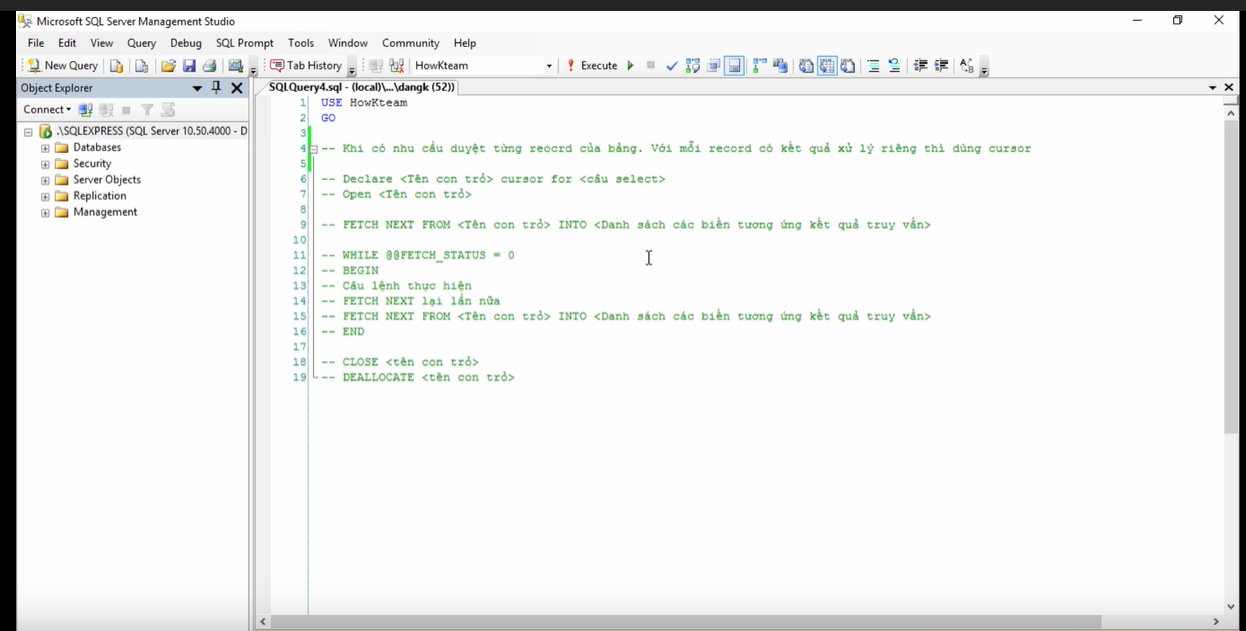 Microsoft SQL Server Management Studio
File Edit View Query Debug SQL Prompt Tools Window Community Help
New Query Tab History HowKteam Execute
Object Explorer
Connect
.\SQLEXPRESS (SQL Server 10.50.4000 - D
Databases
Security
Server Objects
Replication
Management
SQLQuery4.sql - (local)\...\dangk (52))
1 USE HowKteam
2 GO
3
4 -- Khi có nhu cầu duyệt từng reocrd của bảng. Với mỗi record có kết quả xử lý riêng thì dùng cursor
5
6 -- Declare <Tên con trỏ> cursor for <câu select>
7 -- Open <Tên con trỏ>
8
9 -- FETCH NEXT FROM <Tên con trỏ> INTO <Danh sách các biến tương ứng kết quả truy vấn>
10
11 -- WHILE @@FETCH_STATUS = 0
12 -- BEGIN
13 -- Câu lệnh thực hiện
14 -- FETCH NEXT lại lần nữa
15 -- FETCH NEXT FROM <Tên con trỏ> INTO <Danh sách các biến tương ứng kết quả truy vấn>
16 -- END
17
18 -- CLOSE <tên con trỏ>
19 -- DEALLOCATE <tên con trỏ>